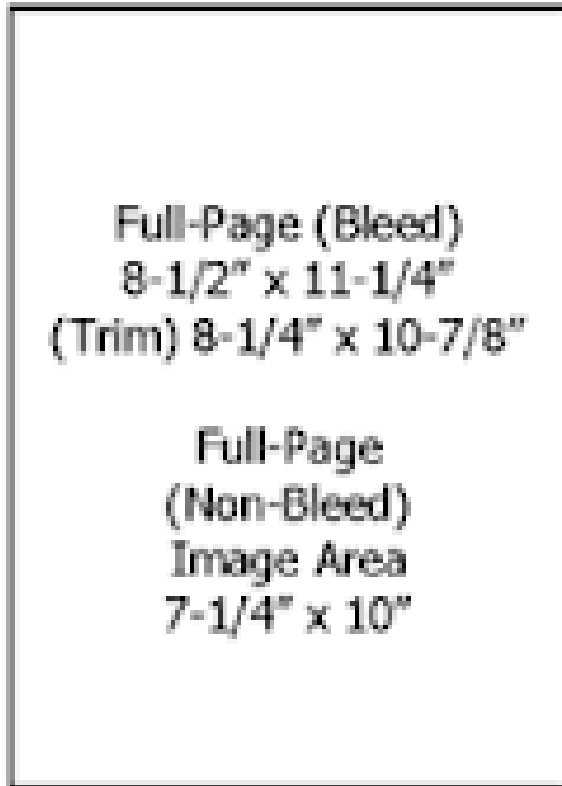 Full-Page (Bleed)
8-1/2" x 11-1/4"
(Trim) 8-1/4" x 10-7/8"
Full-Page
(Non-Bleed)
Image Area
7-1/4" x 10"